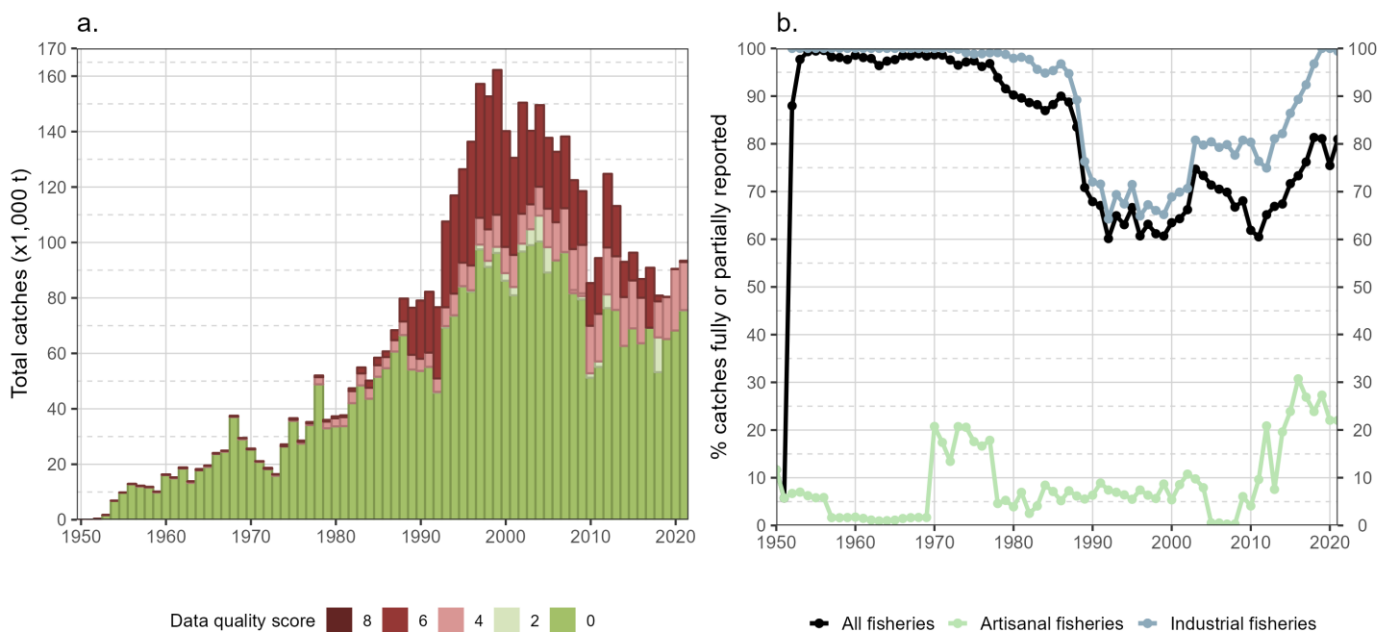 a.
Total catches (x1,000 t)
170
160
140
120
100
80
60
40
20
0
1950 1960 1970 1980 1990 2000 2010 2020
Data quality score 8 6 4 2 0
b.
% catches fully or partially reported
100 100
90 90
80 80
70 70
60 60
50 50
40 40
30 30
20 20
10 10
0 0
1950 1960 1970 1980 1990 2000 2010 2020
All fisheries Artisanal fisheries Industrial fisheries